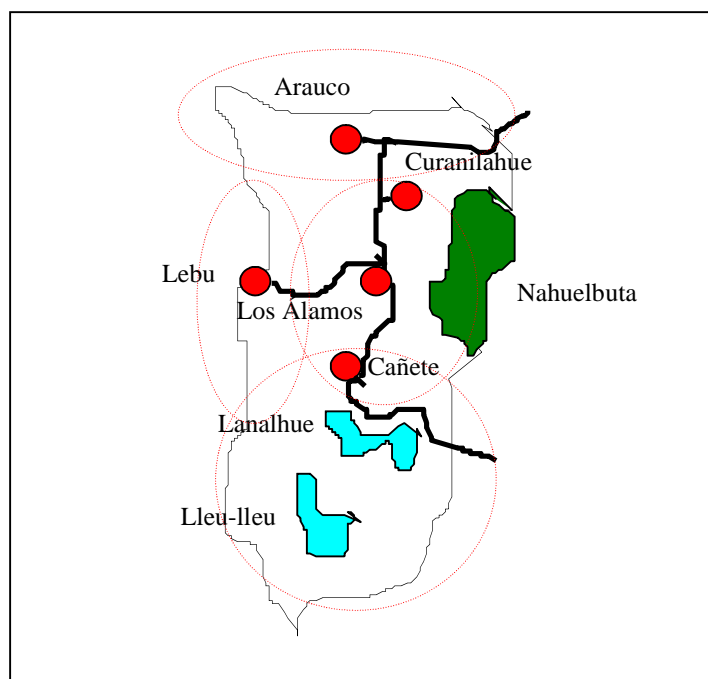 Arauco
Curanilahue
Lebu
Los Álamos
Nahuelbuta
Cañete
Lanalhue
Lleu-lleu